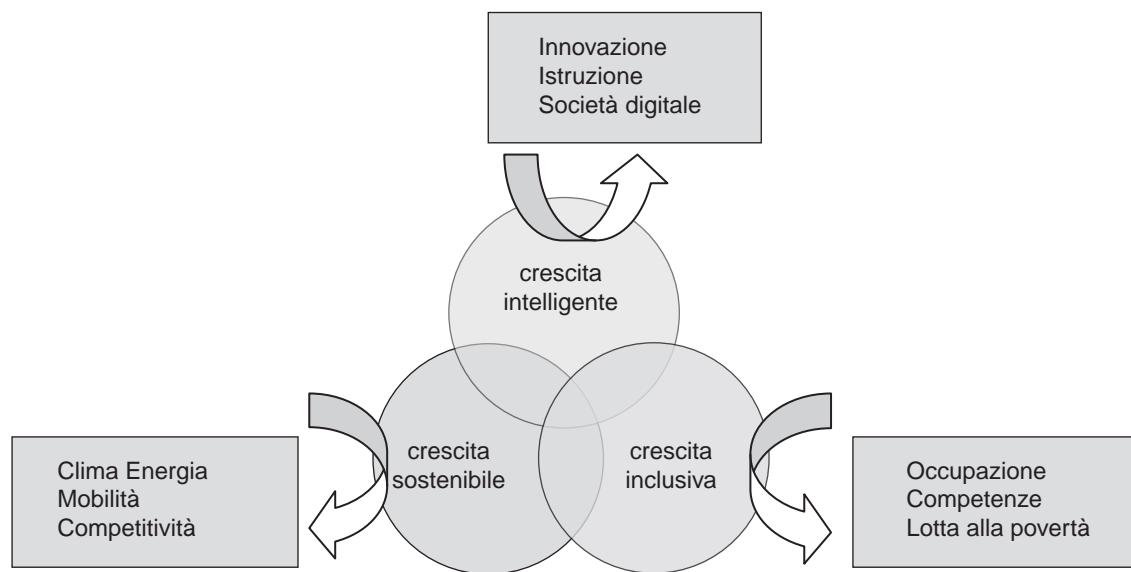 Innovazione
Istruzione
Società digitale
crescita
intelligente
crescita
sostenibile
crescita
inclusiva
Clima Energia
Mobilità
Competitività
Occupazione
Competenze
Lotta alla povertà